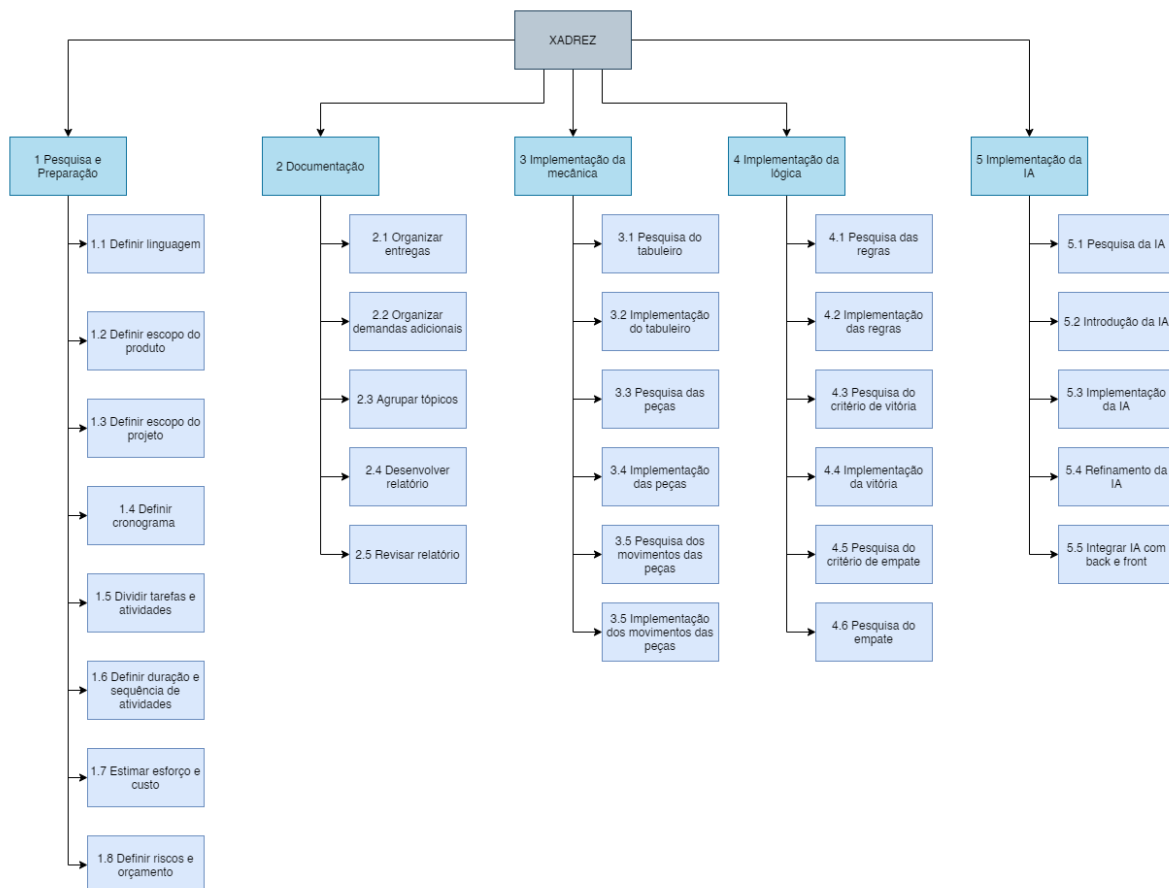 XADREZ
1 Pesquisa e
Preparação
1.1 Definir linguagem
1.2 Definir escopo do
produto
1.3 Definir escopo do
projeto
1.4 Definir
cronograma
1.5 Dividir tarefas e
atividades
1.6 Definir duração e
sequência de
atividades
1.7 Estimar esforço e
custo
1.8 Definir riscos e
orçamento
2 Documentação
2.1 Organizar
entregas
2.2 Organizar
demandas adicionais
2.3 Agrupar tópicos
2.4 Desenvolver
relatório
2.5 Revisar relatório
3 Implementação da
mecânica
3.1 Pesquisa do
tabuleiro
3.2 Implementação
do tabuleiro
3.3 Pesquisa das
peças
3.4 Implementação
das peças
3.5 Pesquisa dos
movimentos das
peças
3.5 Implementação
dos movimentos das
peças
4 Implementação da
lógica
4.1 Pesquisa das
regras
4.2 Implementação
das regras
4.3 Pesquisa do
critério de vitória
4.4 Implementação
da vitória
4.5 Pesquisa do
critério de empate
4.6 Pesquisa do
empate
5 Implementação da
IA
5.1 Pesquisa da IA
5.2 Introdução da IA
5.3 Implementação
da IA
5.4 Refinamento da
IA
5.5 Integrar IA com
back e front